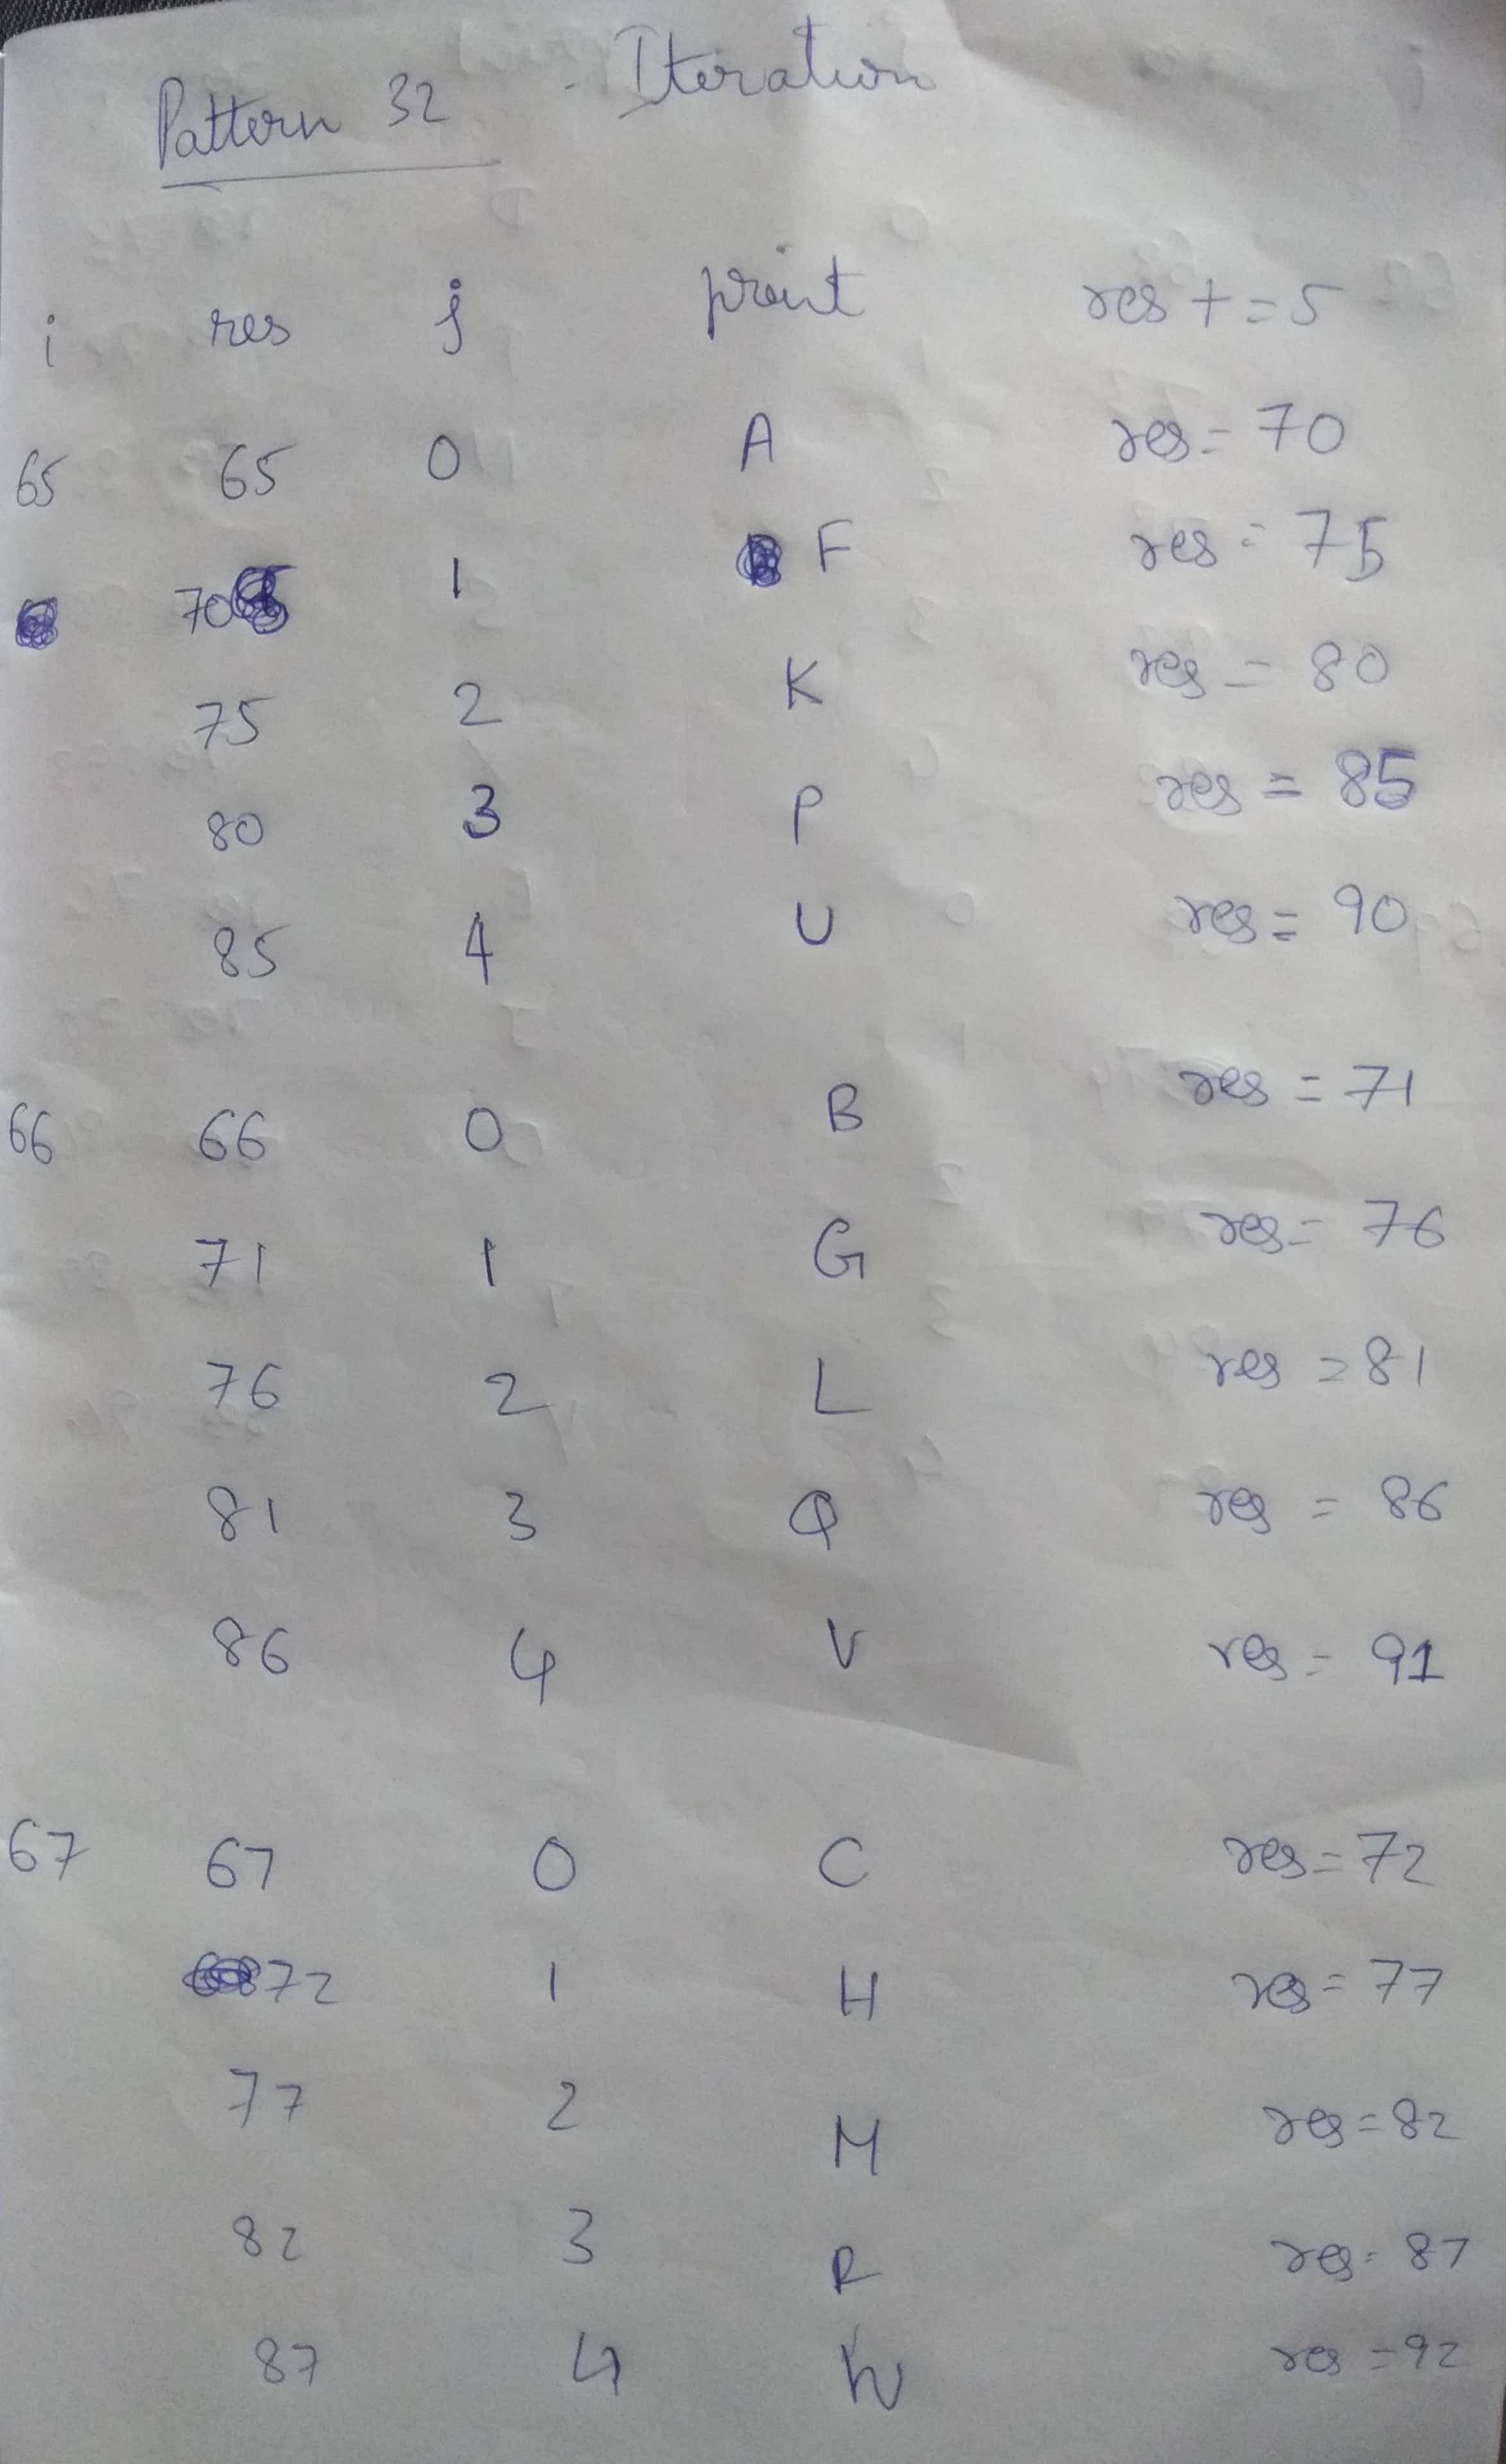 Pattern 32 - Iteration
i res j print res += 5
65 65 0 A res = 70
70 1 F res = 75
75 2 K res = 80
80 3 P res = 85
85 4 U res = 90
66 66 0 B res = 71
71 1 G res = 76
76 2 L res = 81
81 3 Q res = 86
86 4 V res = 91
67 67 0 C res = 72
72 1 H res = 77
77 2 M res = 82
82 3 R res = 87
87 4 W res = 92